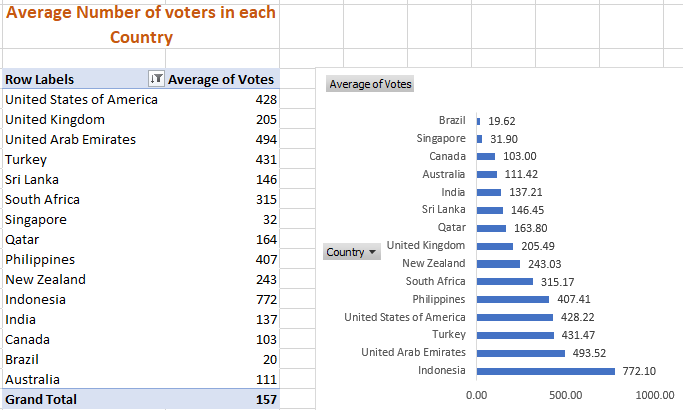 Average Number of voters in each
Country
Row Labels Average of Votes
United States of America 428
United Kingdom 205
United Arab Emirates 494
Turkey 431
Sri Lanka 146
South Africa 315
Singapore 32
Qatar 164
Philippines 407
New Zealand 243
Indonesia 772
India 137
Canada 103
Brazil 20
Australia 111
Grand Total 157
Average of Votes
Brazil 19.62
Singapore 31.90
Canada 103.00
Australia 111.42
India 137.21
Sri Lanka 146.45
Qatar 163.80
Country
United Kingdom 205.49
New Zealand 243.03
South Africa 315.17
Philippines 407.41
United States of America 428.22
Turkey 431.47
United Arab Emirates 493.52
Indonesia 772.10
0.00 500.00 1000.00